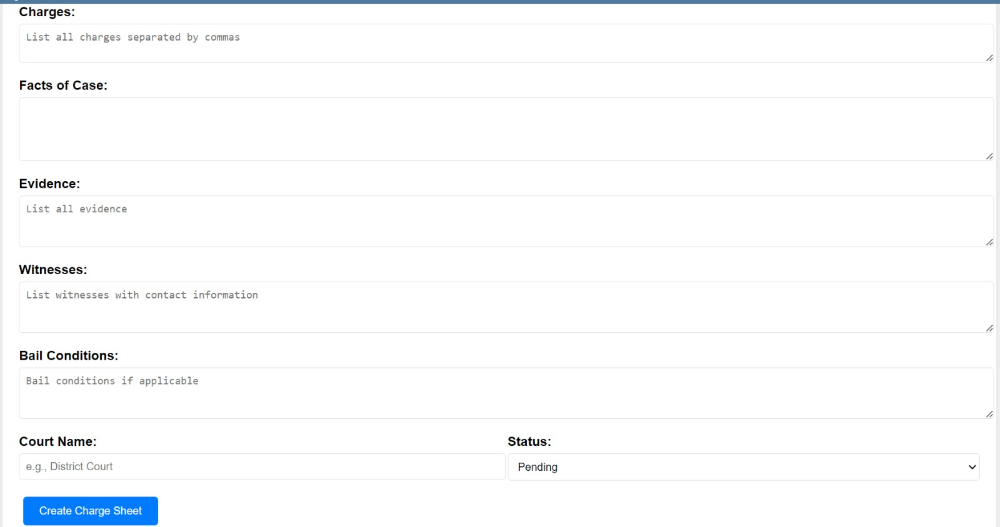 Charges:
List all charges separated by commas
Facts of Case:
Evidence:
List all evidence
Witnesses:
List witnesses with contact information
Bail Conditions:
Bail conditions if applicable
Court Name:
Status:
e.g., District Court
Pending
Create Charge Sheet